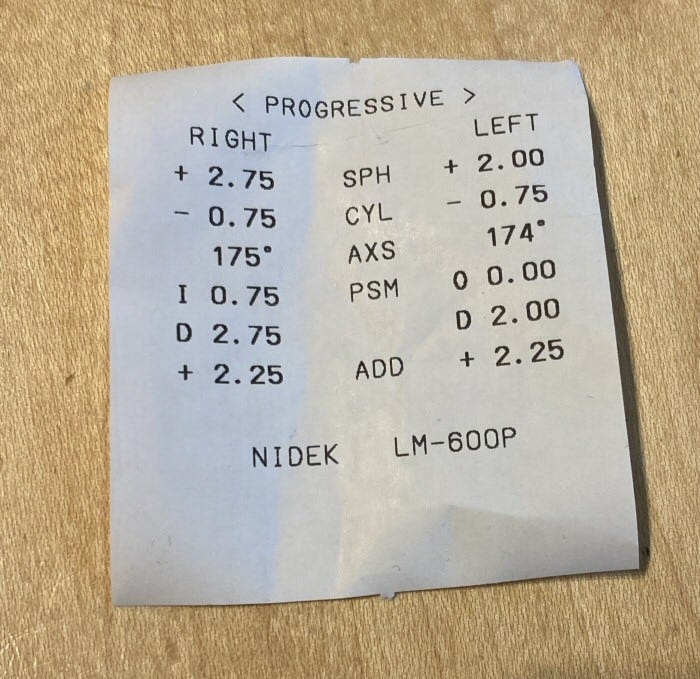 < PROGRESSIVE >
RIGHT LEFT
+ 2.75 SPH + 2.00
- 0.75 CYL - 0.75
175° AXS 174°
I 0.75 PSM O 0.00
D 2.75 D 2.00
+ 2.25 ADD + 2.25
NIDEK LM-600P